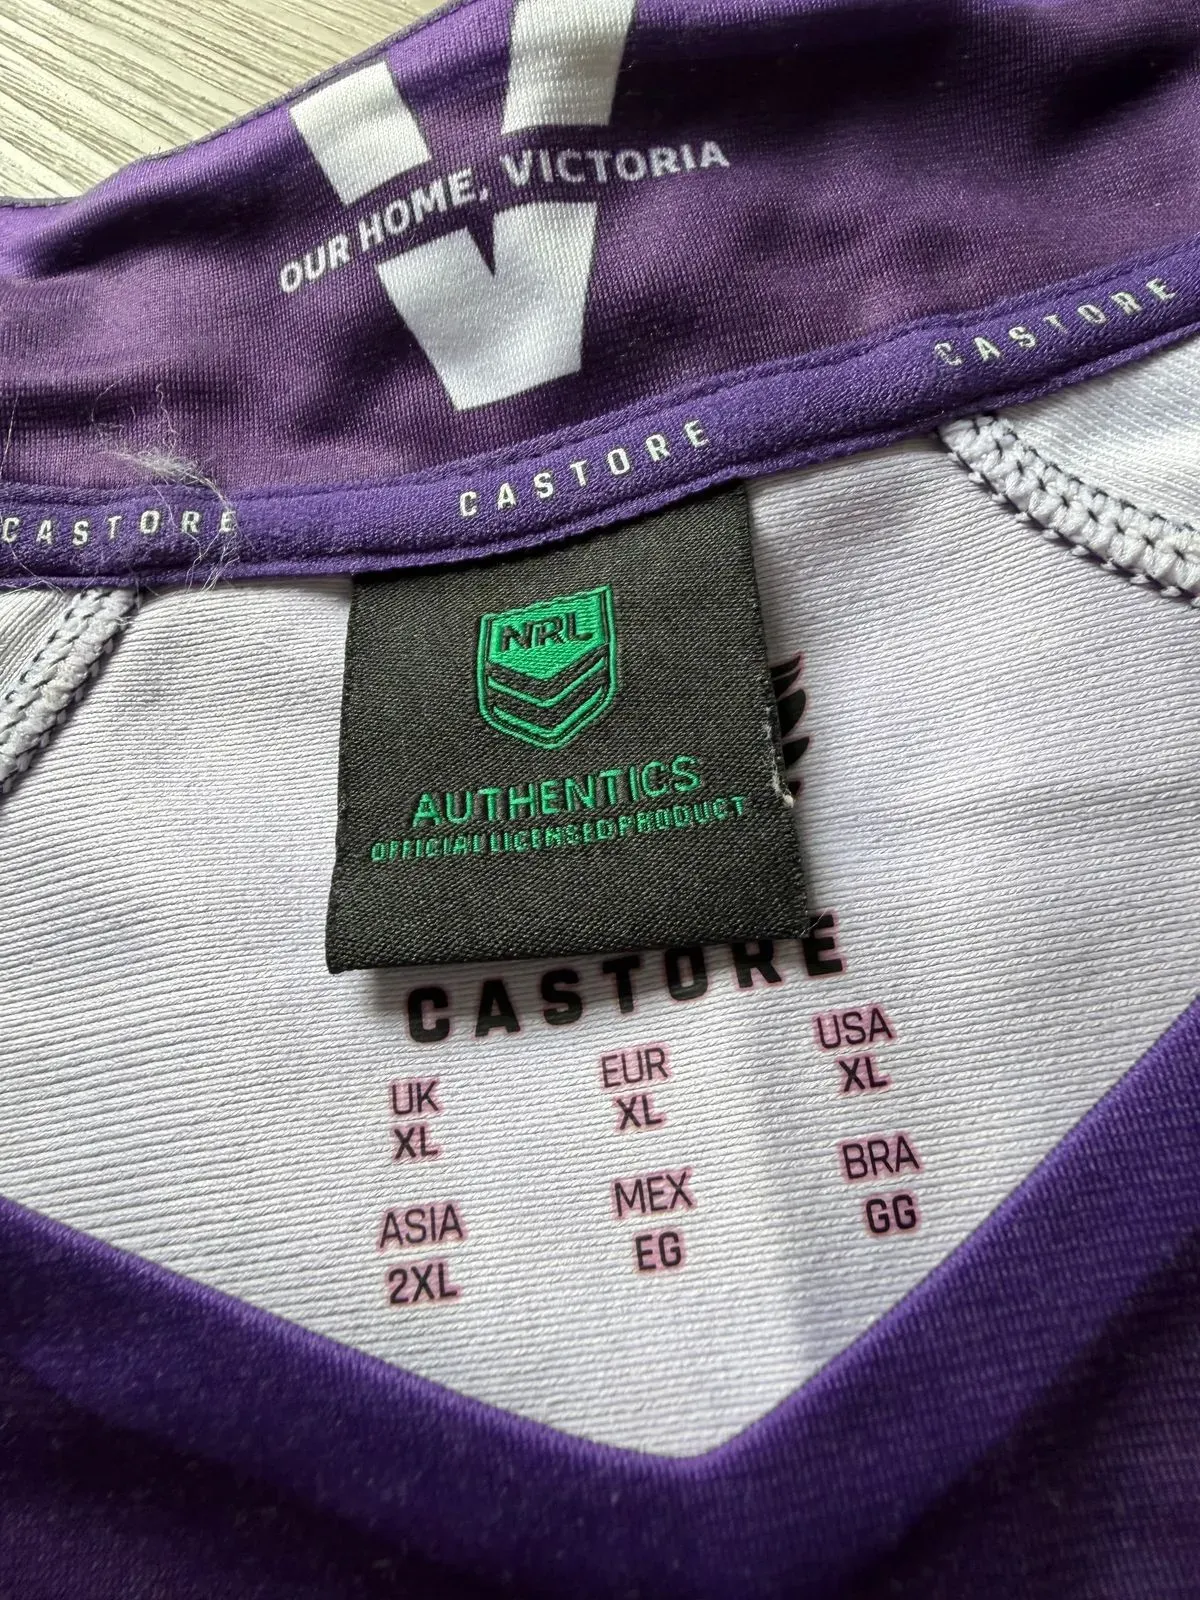 OUR HOME, VICTORIA
CASTORE CASTORE CASTORE
NRL
AUTHENTICS
OFFICIAL LICENSED PRODUCT
CASTORE
UK EUR USA
XL XL XL
ASIA MEX BRA
2XL EG GG